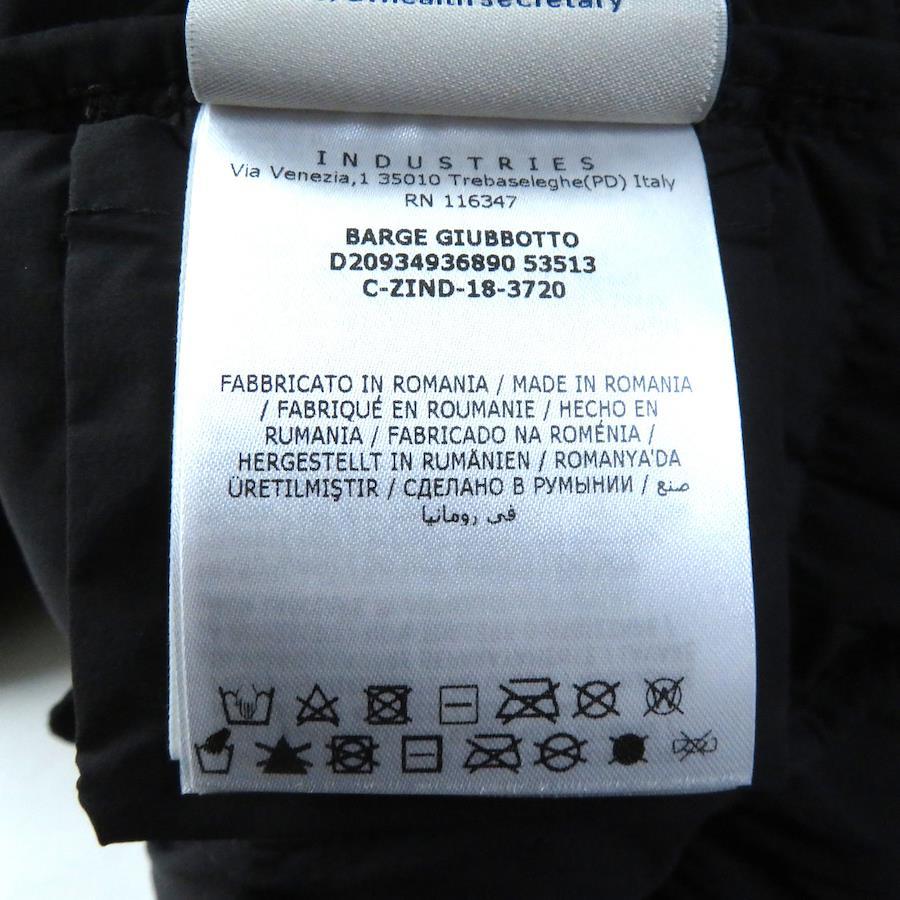 health secretary
INDUSTRIES
Via Venezia,1 35010 Trebaseleghe(PD) Italy
RN 116347
BARGE GIUBBOTTO
D20934936890 53513
C-ZIND-18-3720
FABBRICATO IN ROMANIA / MADE IN ROMANIA
/ FABRIQUÉ EN ROUMANIE / HECHO EN
RUMANIA / FABRICADO NA ROMÉNIA /
HERGESTELLT IN RUMÄNIEN / ROMANYA'DA
ÜRETILMIŞTIR / СДЕЛАНО В РУМЫНИИ / صنع
في رومانيا